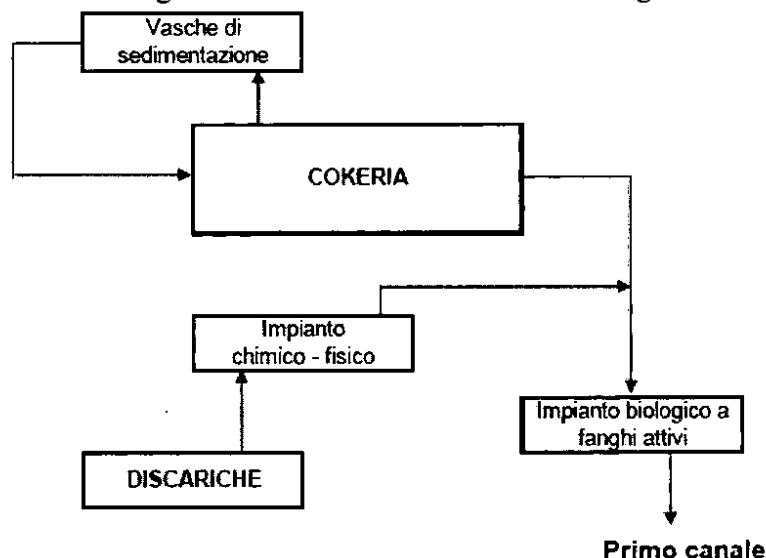 Vasche di
sedimentazione
COKERIA
Impianto
chimico - fisico
Impianto biologico a
fanghi attivi
DISCARICHE
Primo canale